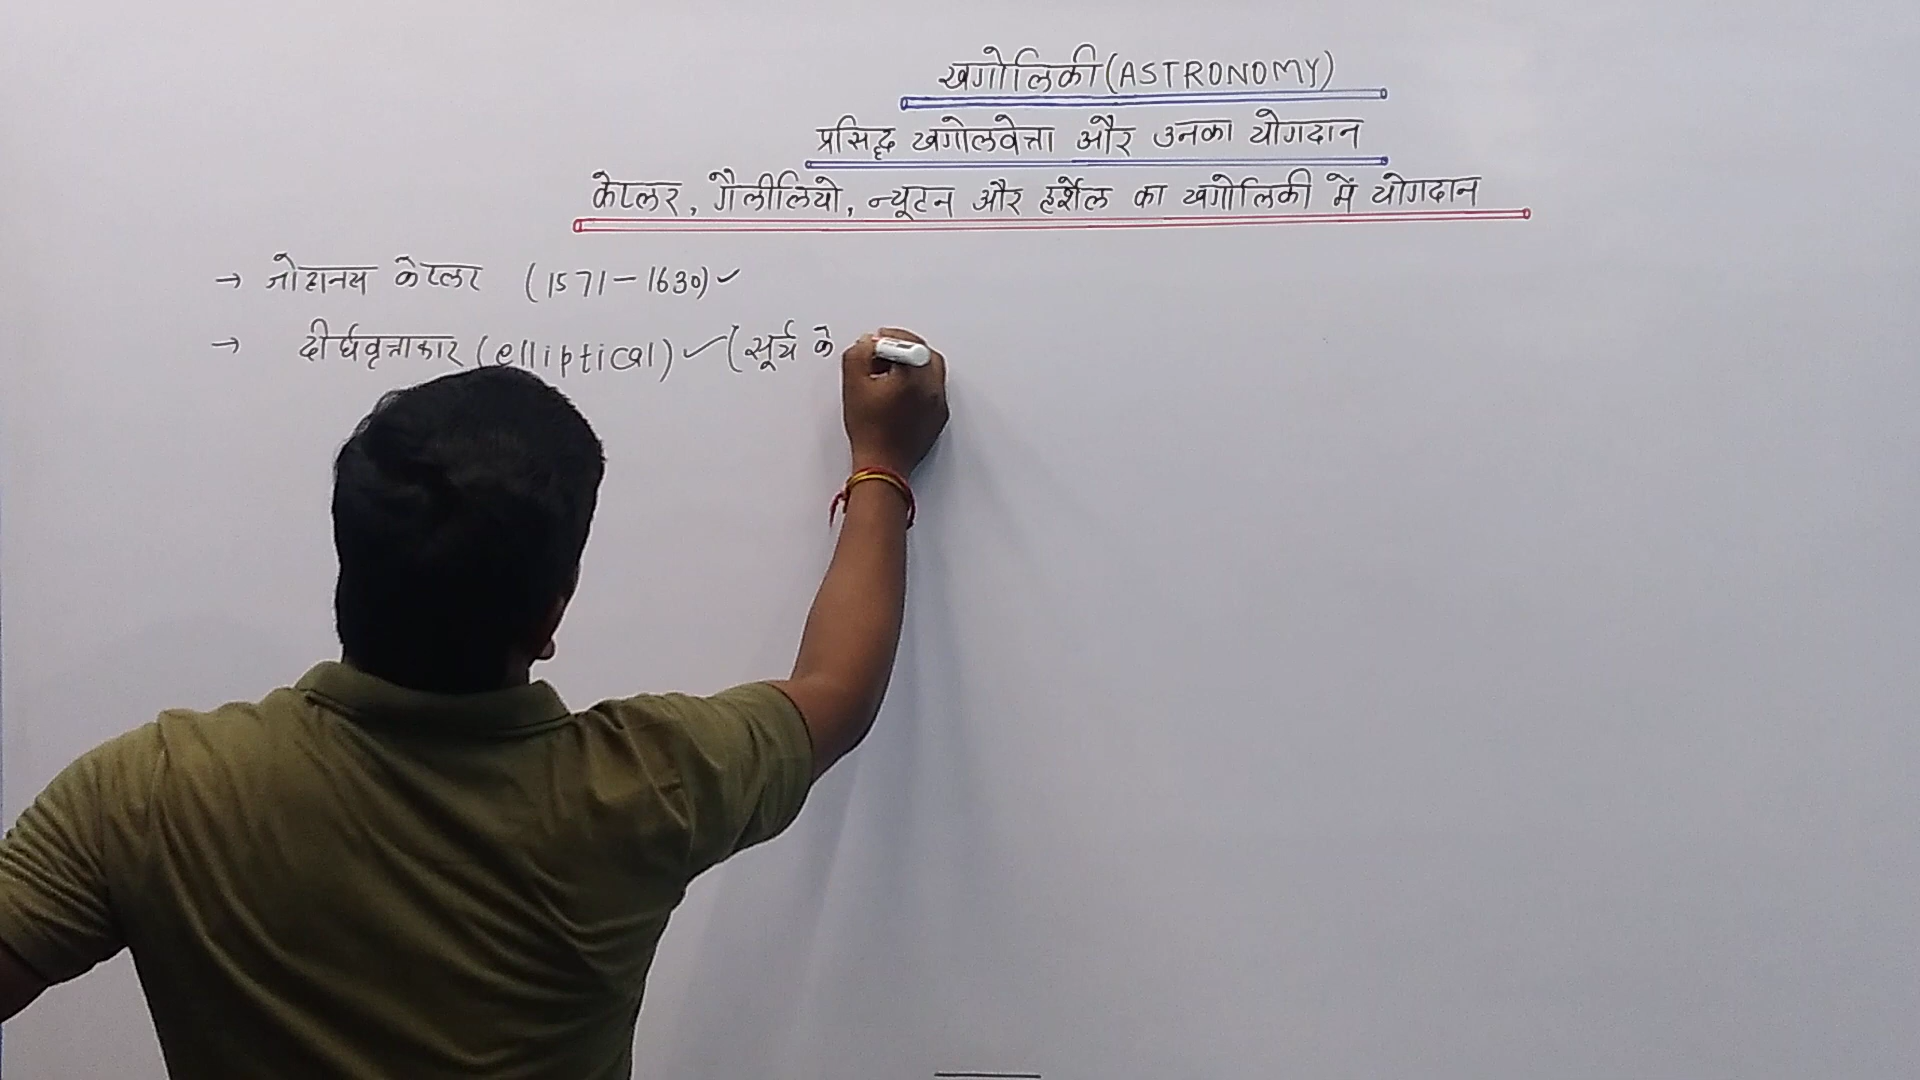 खगोलिकी (ASTRONOMY)
प्रसिद्ध खगोलवेत्ता और उनका योगदान
केप्लर, गैलीलियो, न्यूटन और हर्शेल का खगोलिकी में योगदान
→ जोहानस केप्लर (1571-1630) ✓
→ दीर्घवृत्ताकार (elliptical) ✓ (सूर्य के